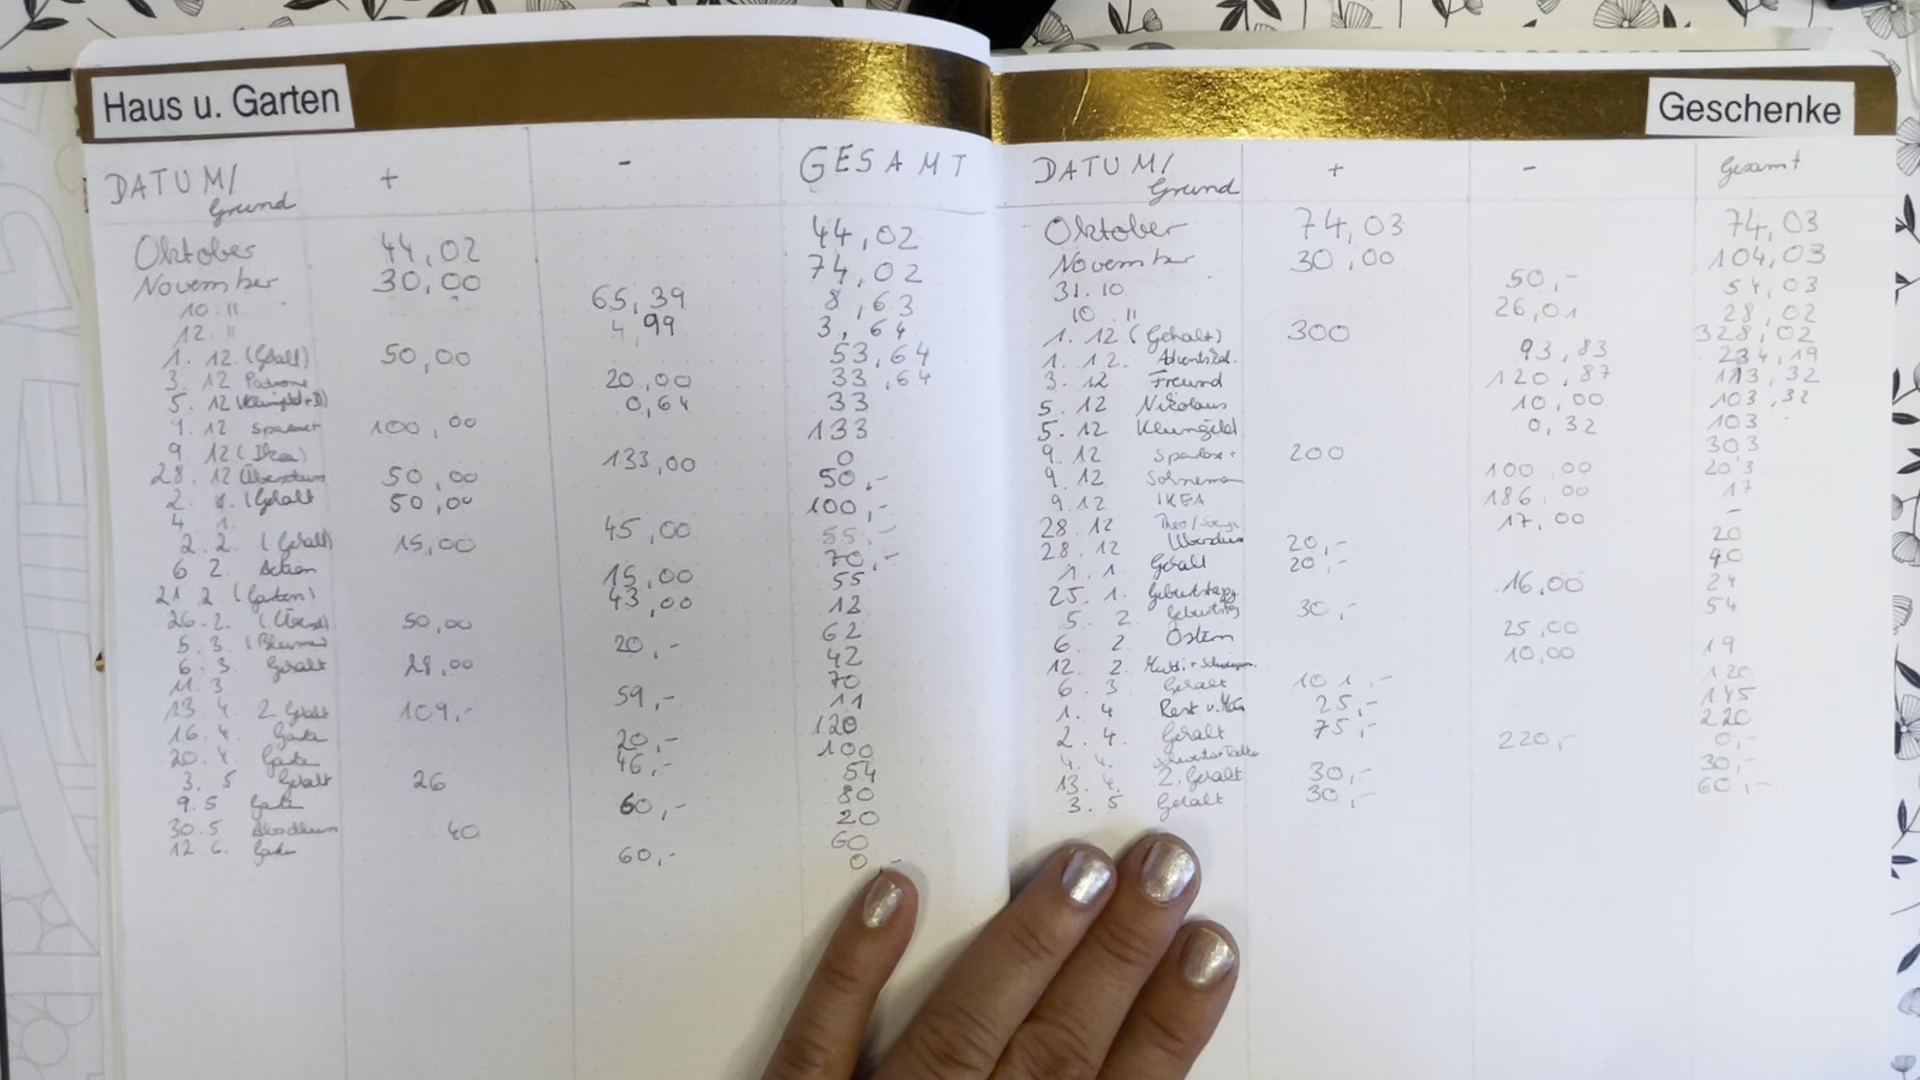 Haus u. Garten
DATUM/ Grund + - GESAMT
Oktober 44,02 44,02
November 30,00 74,02
10. 11 65,39 8,63
12. 11 4,99 3,64
1. 12. (Gehalt) 50,00 53,64
3. 12 20,00 33,64
5. 12 0,64 33
9. 12 100,00 133
9 12 (Ikea) 133,00 0
28. 12 50,00 50,-
2. 1. (Gehalt 50,00 100,-
4 1. 45,00 55,-
2. 2. (Gehalt) 15,00 70,-
6 2. Action 15,00 55
21 2 (Garten) 43,00 12
26. 2. 50,00 62
5. 3. (Blumen) 20,- 42
6. 3. Gehalt 28,00 70
11. 3 59,- 11
13. 4 2 Gehalt 109,- 120
16. 4. Garten 20,- 100
20. 4. Garten 46,- 54
3. 5 Gehalt 26 80
9. 5 Garten 60,- 20
30. 5 40 60
12 6. Garten 60,- 0,-
Geschenke
DATUM/ Grund + - Gesamt
Oktober 74,03 74,03
November 30,00 104,03
31. 10 50,- 54,03
10. 11 26,01 28,02
1. 12 (Gehalt) 300 328,02
1. 12. 93,83 234,19
3. 12 Freund 120,87 113,32
5. 12 Nikolaus 10,00 103,32
5. 12 Kleingeld 0,32 103
9. 12 200 303
9. 12 100,00 203
9. 12 IKEA 186,00 17
28. 12 17,00 -
28. 12 20,- 20
1. 1. Gehalt 20,- 40
25. 1. 16,00 24
5. 2 Geburtstag 30,- 54
6. 2 Ostern 25,00
12. 2. 10,00 19
6. 3 Gehalt 101,- 120
1. 4 Rest v. 25,- 145
2. 4. Gehalt 75,- 220
4. 4. 220,- 0,-
13. 4. 2. Gehalt 30,- 30,-
3. 5 Gehalt 30,- 60,-